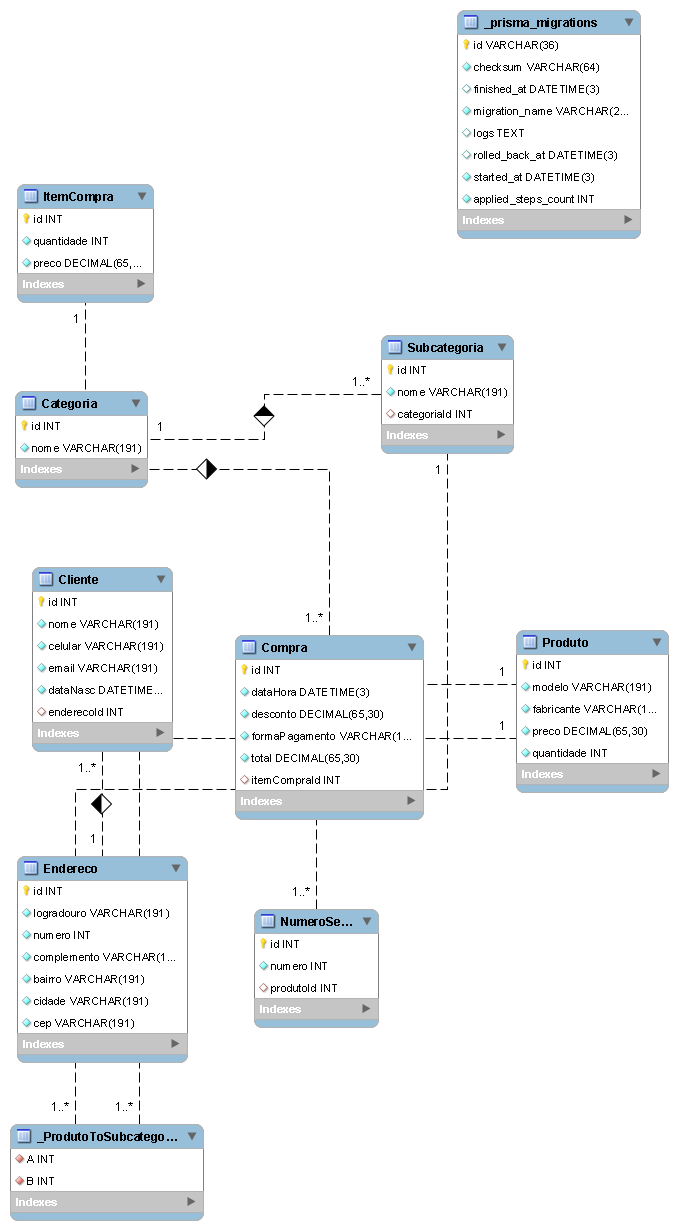 _prisma_migrations
id VARCHAR(36)
checksum VARCHAR(64)
finished_at DATETIME(3)
migration_name VARCHAR(2...
logs TEXT
rolled_back_at DATETIME(3)
started_at DATETIME(3)
applied_steps_count INT
Indexes
ItemCompra
id INT
quantidade INT
preco DECIMAL(65,...
Indexes
1
Subcategoria
id INT
nome VARCHAR(191)
categoriaId INT
Indexes
1..*
1
Categoria
id INT
nome VARCHAR(191)
Indexes
1
1..*
Cliente
id INT
nome VARCHAR(191)
celular VARCHAR(191)
email VARCHAR(191)
dataNasc DATETIME...
enderecoId INT
Indexes
Compra
id INT
dataHora DATETIME(3)
desconto DECIMAL(65,30)
formaPagamento VARCHAR(1...
total DECIMAL(65,30)
itemCompraId INT
Indexes
1
1
Produto
id INT
modelo VARCHAR(191)
fabricante VARCHAR(1...
preco DECIMAL(65,30)
quantidade INT
Indexes
1..*
1
Endereco
id INT
logradouro VARCHAR(191)
numero INT
complemento VARCHAR(1...
bairro VARCHAR(191)
cidade VARCHAR(191)
cep VARCHAR(191)
Indexes
1..*
NumeroSe...
id INT
numero INT
produtoId INT
Indexes
1..*
1..*
_ProdutoToSubcatego...
A INT
B INT
Indexes